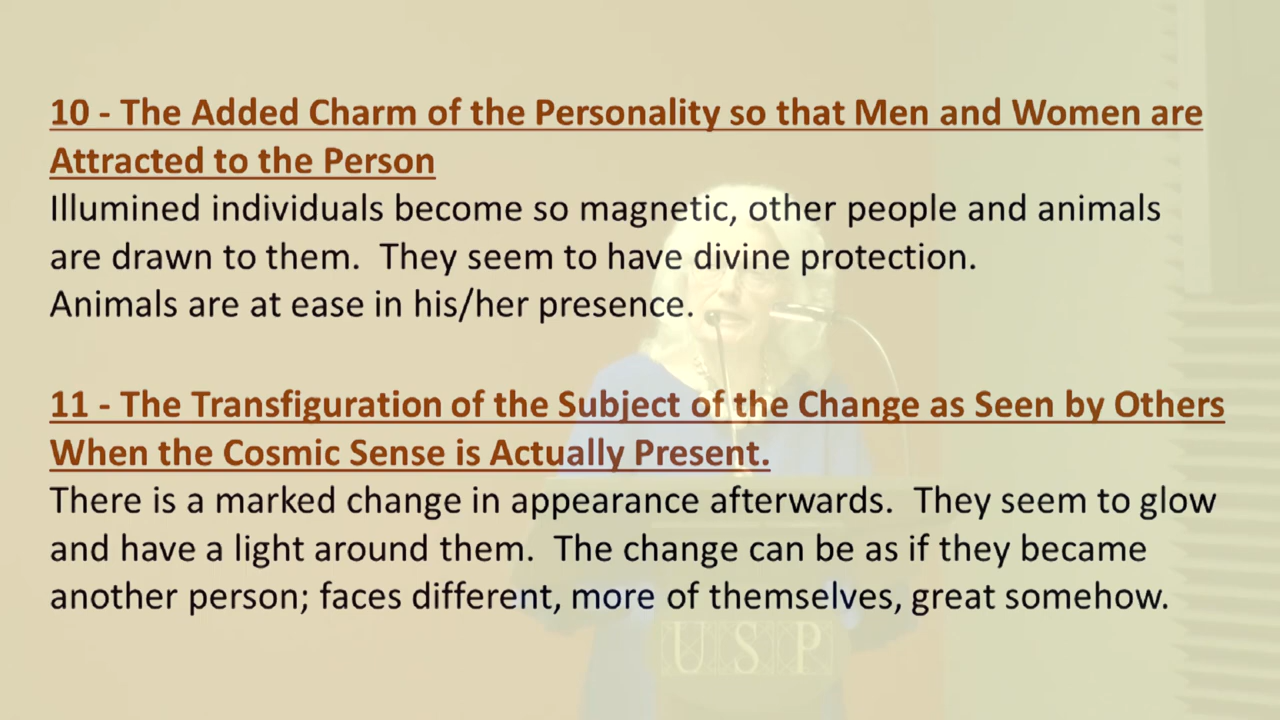 10 - The Added Charm of the Personality so that Men and Women are
Attracted to the Person
Illumined individuals become so magnetic, other people and animals
are drawn to them.  They seem to have divine protection.
Animals are at ease in his/her presence.
11 - The Transfiguration of the Subject of the Change as Seen by Others
When the Cosmic Sense is Actually Present.
There is a marked change in appearance afterwards.  They seem to glow
and have a light around them.  The change can be as if they became
another person; faces different, more of themselves, great somehow.
USP